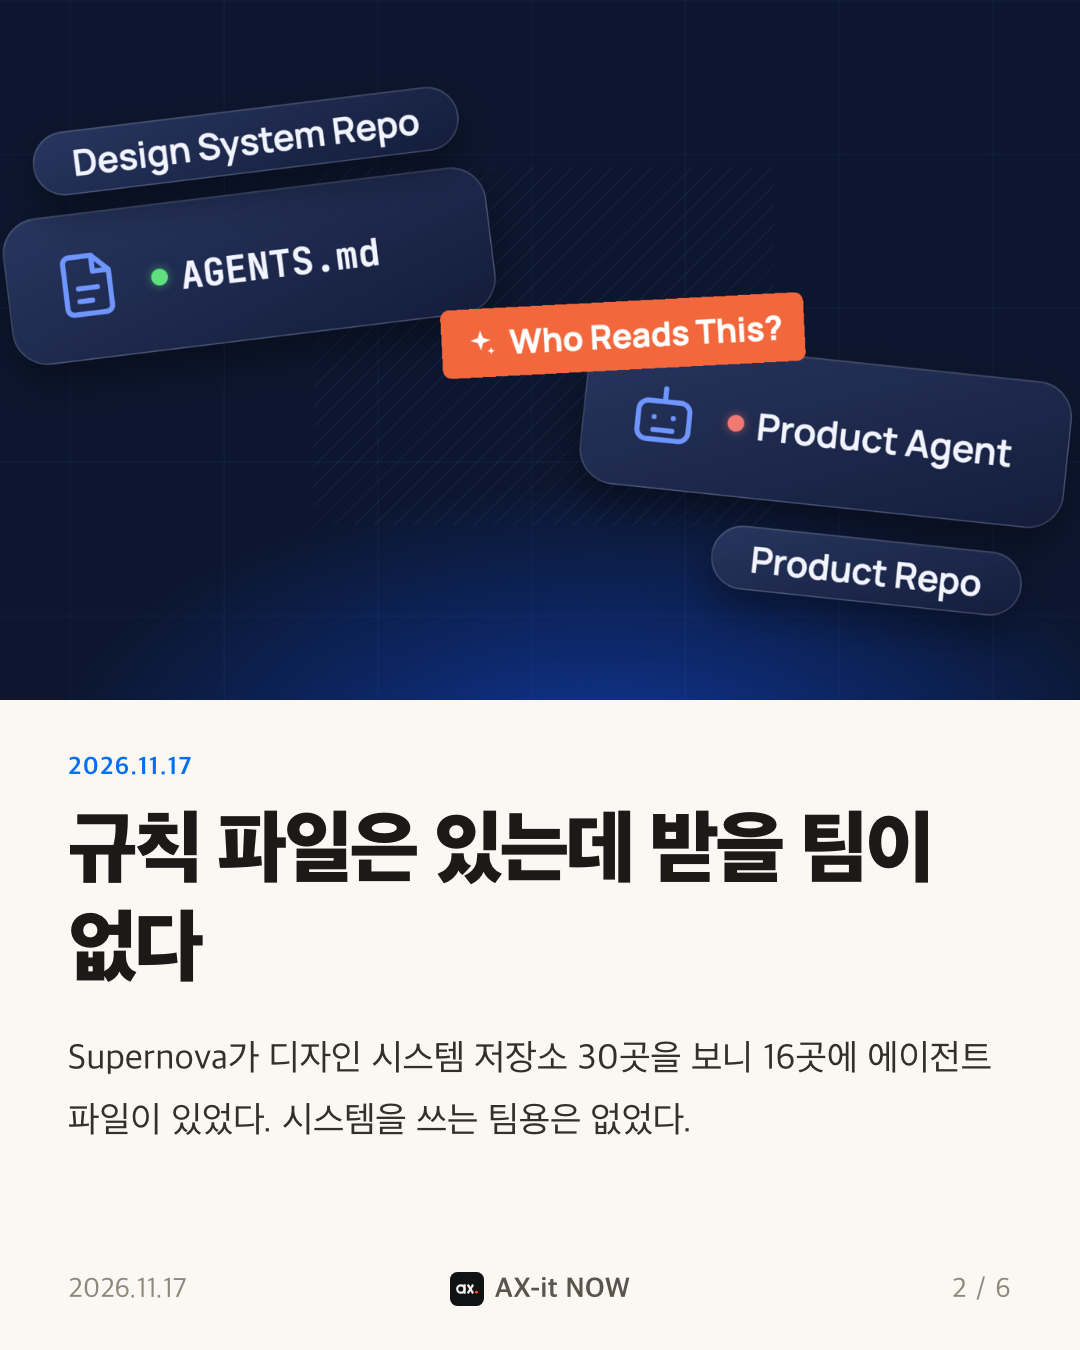 Design System Repo
AGENTS.md
Who Reads This?
Product Agent
Product Repo
2026.11.17
규칙 파일은 있는데 받을 팀이
없다
Supernova가 디자인 시스템 저장소 30곳을 보니 16곳에 에이전트
파일이 있었다. 시스템을 쓰는 팀용은 없었다.
2026.11.17
ax. AX-it NOW
2 / 6